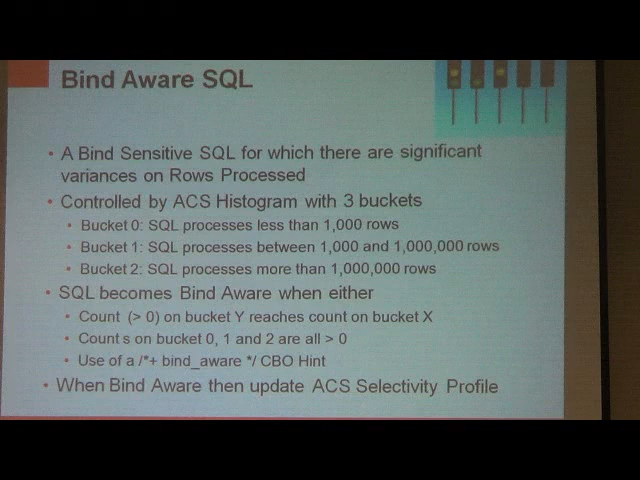 Bind Aware SQL
• A Bind Sensitive SQL for which there are significant
variances on Rows Processed
• Controlled by ACS Histogram with 3 buckets
• Bucket 0: SQL processes less than 1,000 rows
• Bucket 1: SQL processes between 1,000 and 1,000,000 rows
• Bucket 2: SQL processes more than 1,000,000 rows
• SQL becomes Bind Aware when either
• Count (> 0) on bucket Y reaches count on bucket X
• Count s on bucket 0, 1 and 2 are all > 0
• Use of a /*+ bind_aware */ CBO Hint
• When Bind Aware then update ACS Selectivity Profile